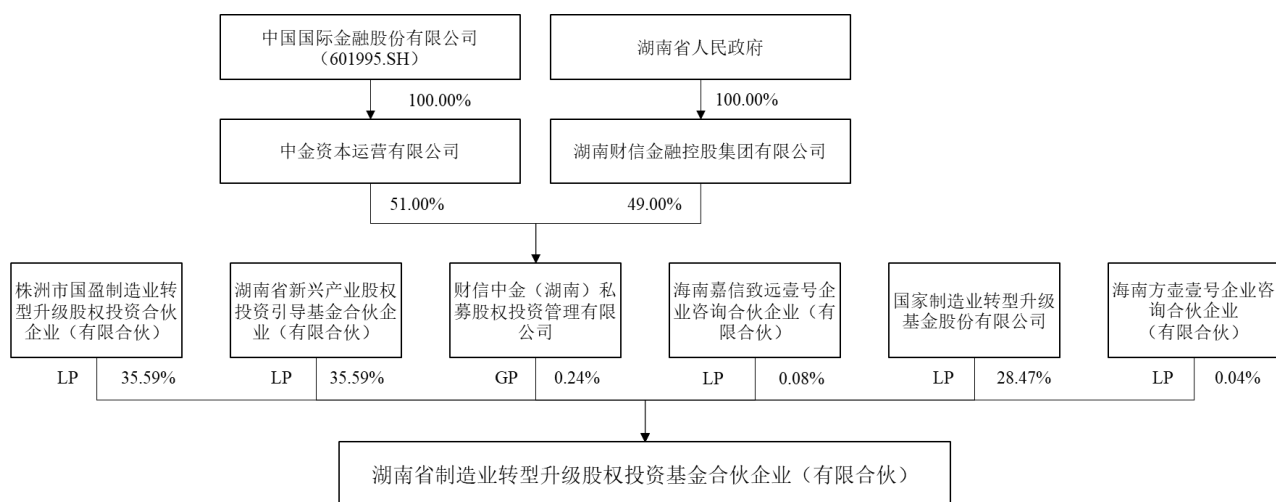 中国国际金融股份有限公司
（601995.SH）
湖南省人民政府
100.00%
100.00%
中金资本运营有限公司
湖南财信金融控股集团有限公司
51.00%
49.00%
株洲市国盈制造业转
型升级股权投资合伙
企业（有限合伙）
湖南省新兴产业股权
投资引导基金合伙企
业（有限合伙）
财信中金（湖南）私
募股权投资管理有限
公司
海南嘉信致远壹号企
业咨询合伙企业（有
限合伙）
国家制造业转型升级
基金股份有限公司
海南方壶壹号企业咨
询合伙企业
（有限合伙）
LP
35.59%
LP
35.59%
GP
0.24%
LP
0.08%
LP
28.47%
LP
0.04%
湖南省制造业转型升级股权投资基金合伙企业（有限合伙）